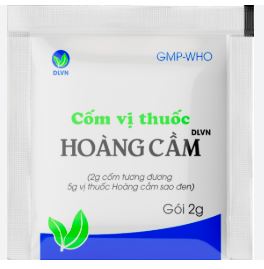 DLVN
GMP-WHO
Cốm vị thuốc
DLVN
HOÀNG CẦM
(2g cốm tương đương
5g vị thuốc Hoàng cầm sao đen)
Gói 2g